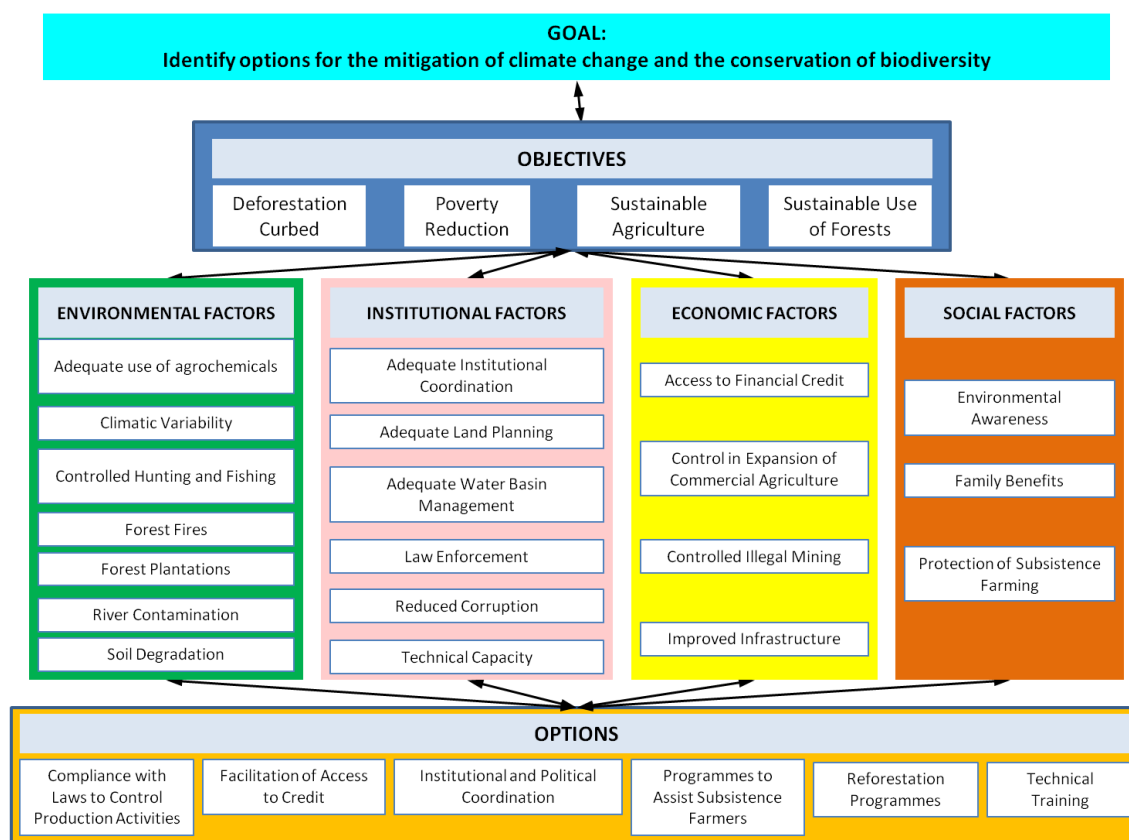 GOAL:
Identify options for the mitigation of climate change and the conservation of biodiversity
OBJECTIVES
Deforestation
Curbed
Poverty
Reduction
Sustainable
Agriculture
Sustainable Use
of Forests
ENVIRONMENTAL FACTORS
Adequate use of agrochemicals
Climatic Variability
Controlled Hunting and Fishing
Forest Fires
Forest Plantations
River Contamination
Soil Degradation
INSTITUTIONAL FACTORS
Adequate Institutional
Coordination
Adequate Land Planning
Adequate Water Basin
Management
Law Enforcement
Reduced Corruption
Technical Capacity
ECONOMIC FACTORS
Access to Financial Credit
Control in Expansion of
Commercial Agriculture
Controlled Illegal Mining
Improved Infrastructure
SOCIAL FACTORS
Environmental
Awareness
Family Benefits
Protection of Subsistence
Farming
OPTIONS
Compliance with
Laws to Control
Production Activities
Facilitation of Access
to Credit
Institutional and Political
Coordination
Programmes to
Assist Subsistence
Farmers
Reforestation
Programmes
Technical
Training